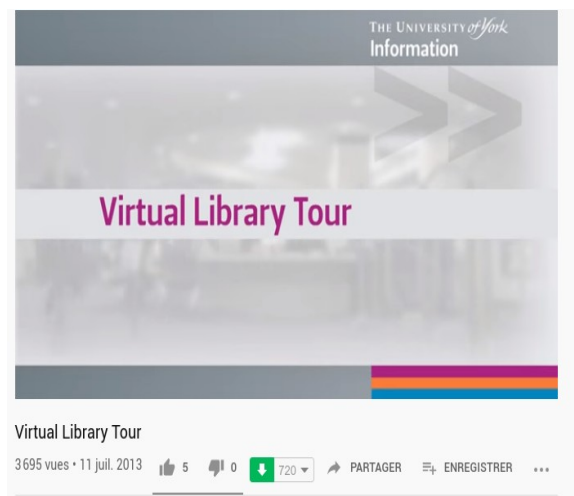 THE UNIVERSITY of York
Information
Virtual Library Tour
Virtual Library Tour
3 695 vues • 11 juil. 2013 5 0 720 PARTAGER ENREGISTRER